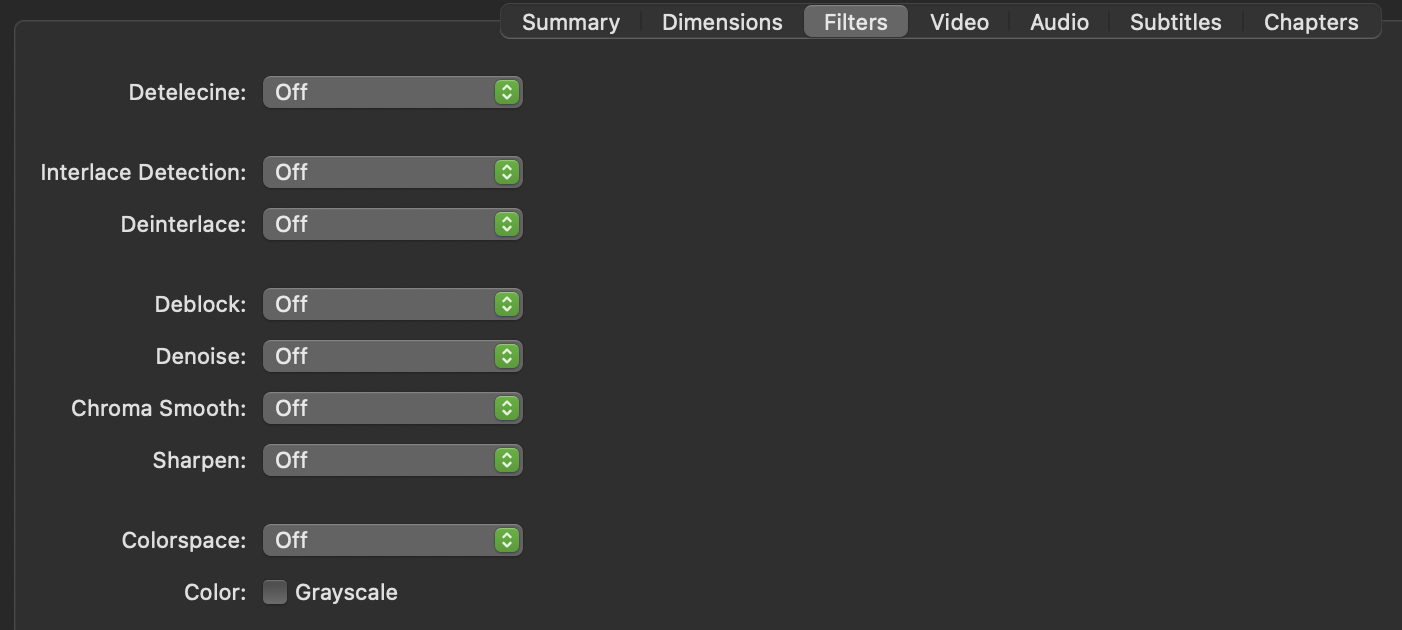 Summary Dimensions Filters Video Audio Subtitles Chapters
Detelecine: Off
Interlace Detection: Off
Deinterlace: Off
Deblock: Off
Denoise: Off
Chroma Smooth: Off
Sharpen: Off
Colorspace: Off
Color: Grayscale